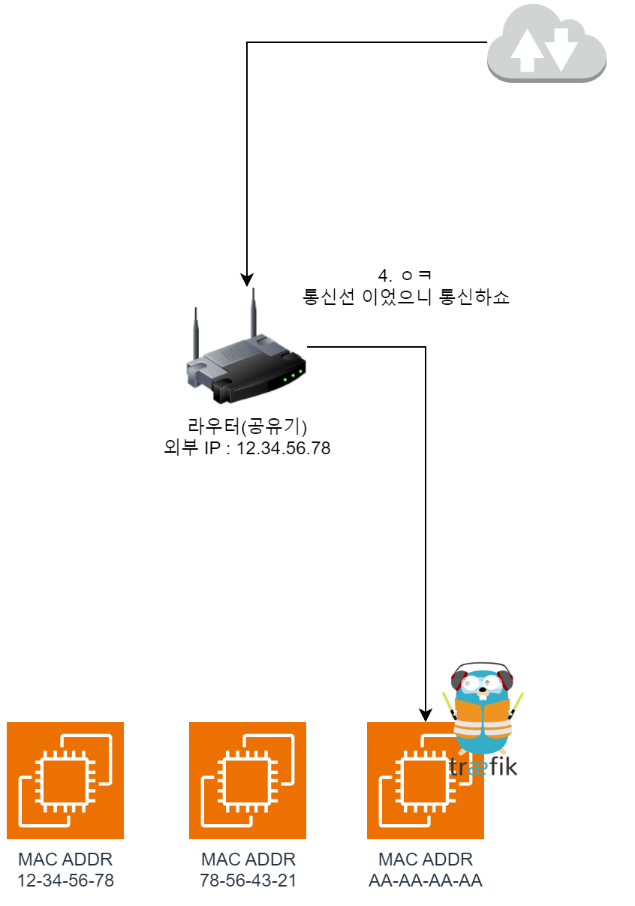 4. ㅇㅋ
통신선 이었으니 통신하쇼
라우터(공유기)
외부 IP : 12.34.56.78
træfik
MAC ADDR
12-34-56-78
MAC ADDR
78-56-43-21
MAC ADDR
AA-AA-AA-AA